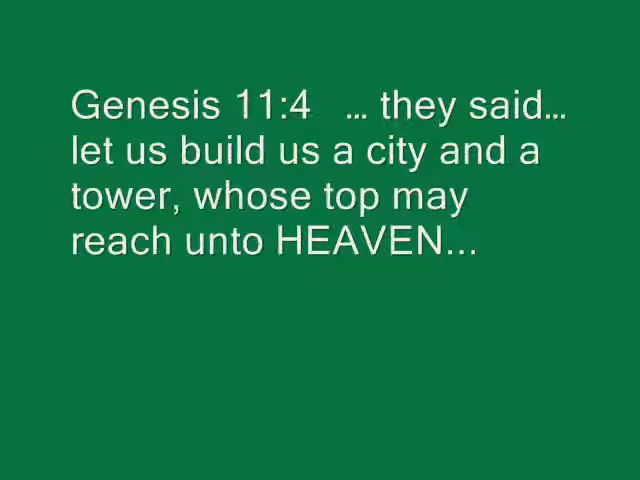 Genesis 11:4   … they said…
let us build us a city and a
tower, whose top may
reach unto HEAVEN...